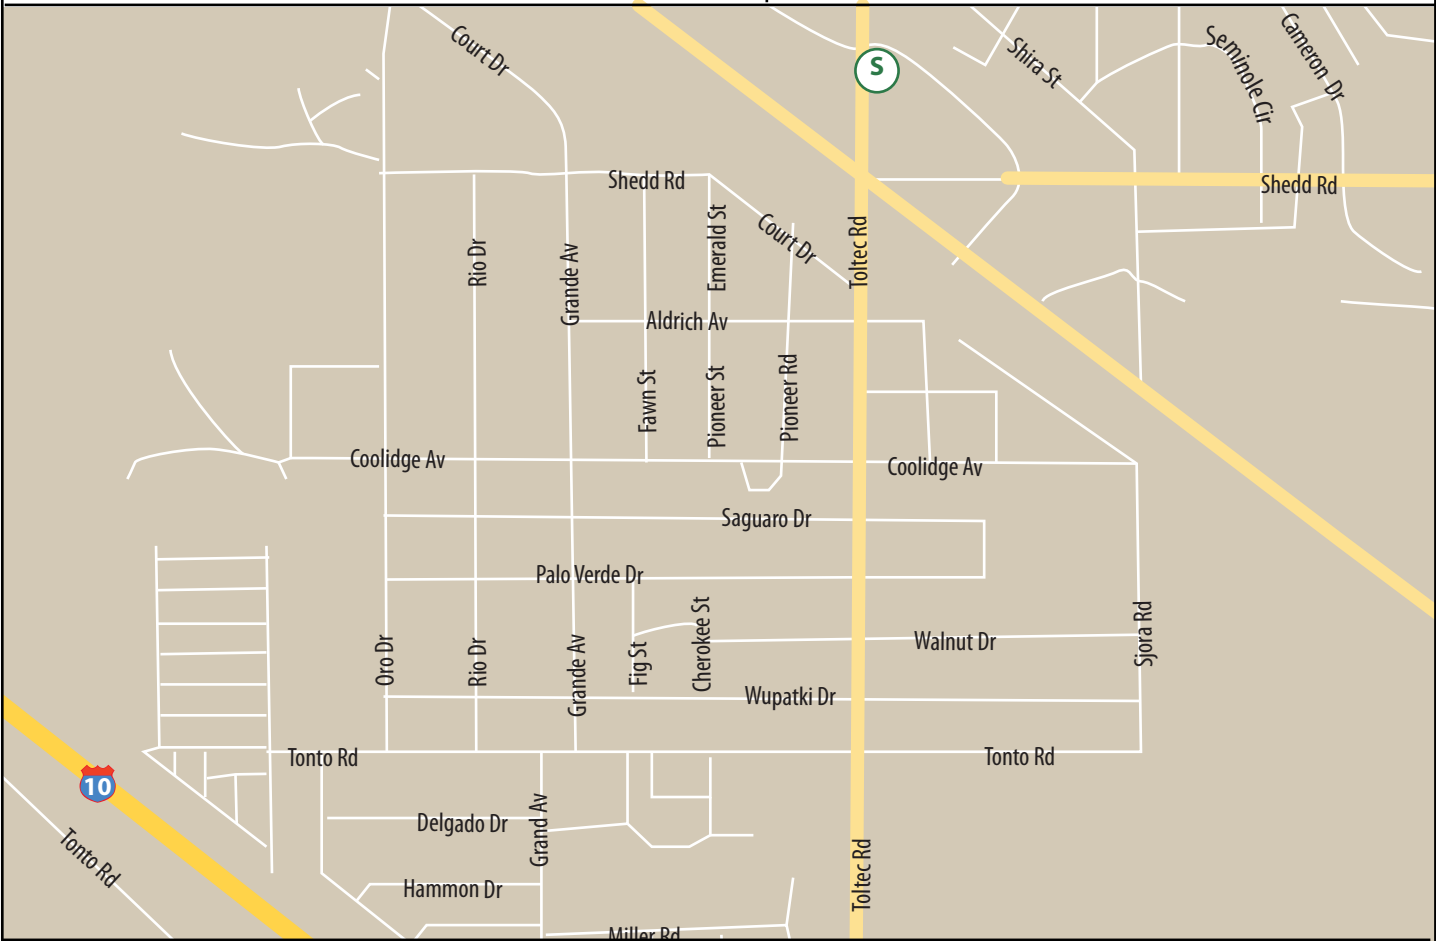 Court Dr
S
Shira St
Seminole Cir
Cameron Dr
Shedd Rd
Shedd Rd
Rio Dr
Grande Av
Emerald St
Court Dr
Toltec Rd
Aldrich Av
Fawn St
Pioneer St
Pioneer Rd
Coolidge Av
Coolidge Av
Saguaro Dr
Palo Verde Dr
Oro Dr
Rio Dr
Grande Av
Fig St
Cherokee St
Walnut Dr
Sjora Rd
Wupatki Dr
Tonto Rd
Tonto Rd
10
Delgado Dr
Grand Av
Tonto Rd
Toltec Rd
Hammon Dr
Miller Rd